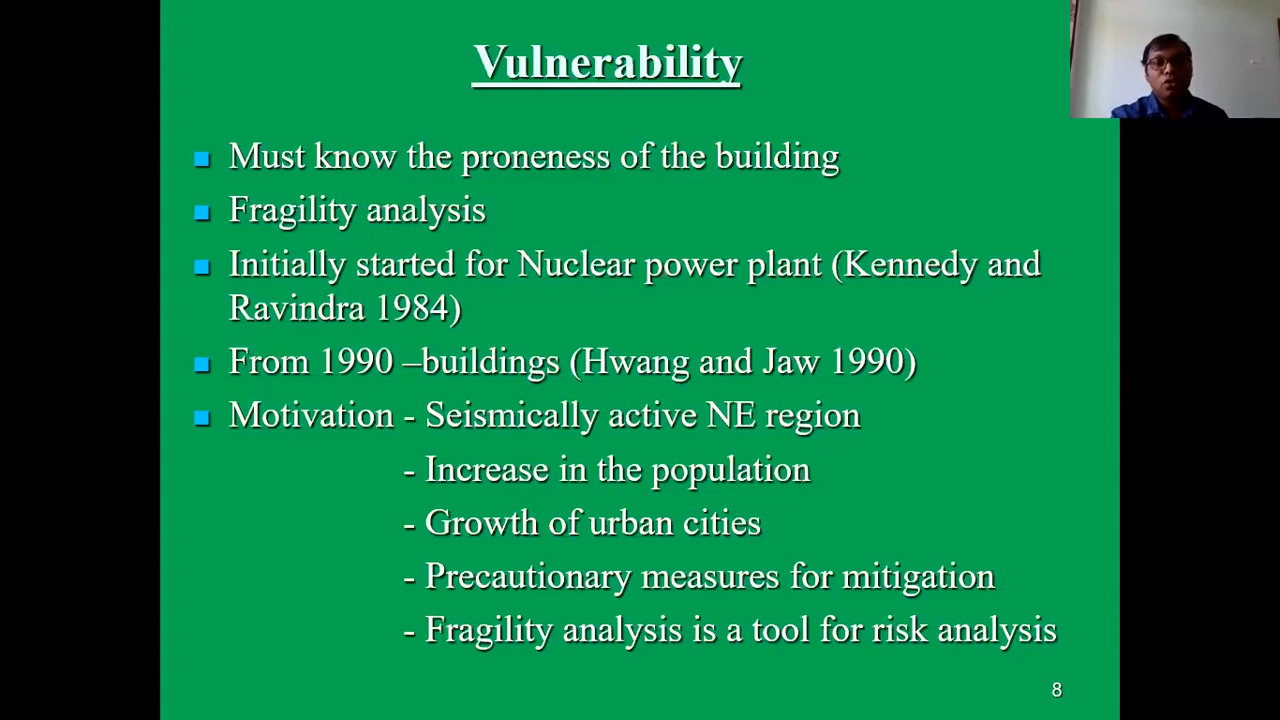 Vulnerability
Must know the proneness of the building
Fragility analysis
Initially started for Nuclear power plant (Kennedy and
Ravindra 1984)
From 1990 –buildings (Hwang and Jaw 1990)
Motivation - Seismically active NE region
- Increase in the population
- Growth of urban cities
- Precautionary measures for mitigation
- Fragility analysis is a tool for risk analysis
8